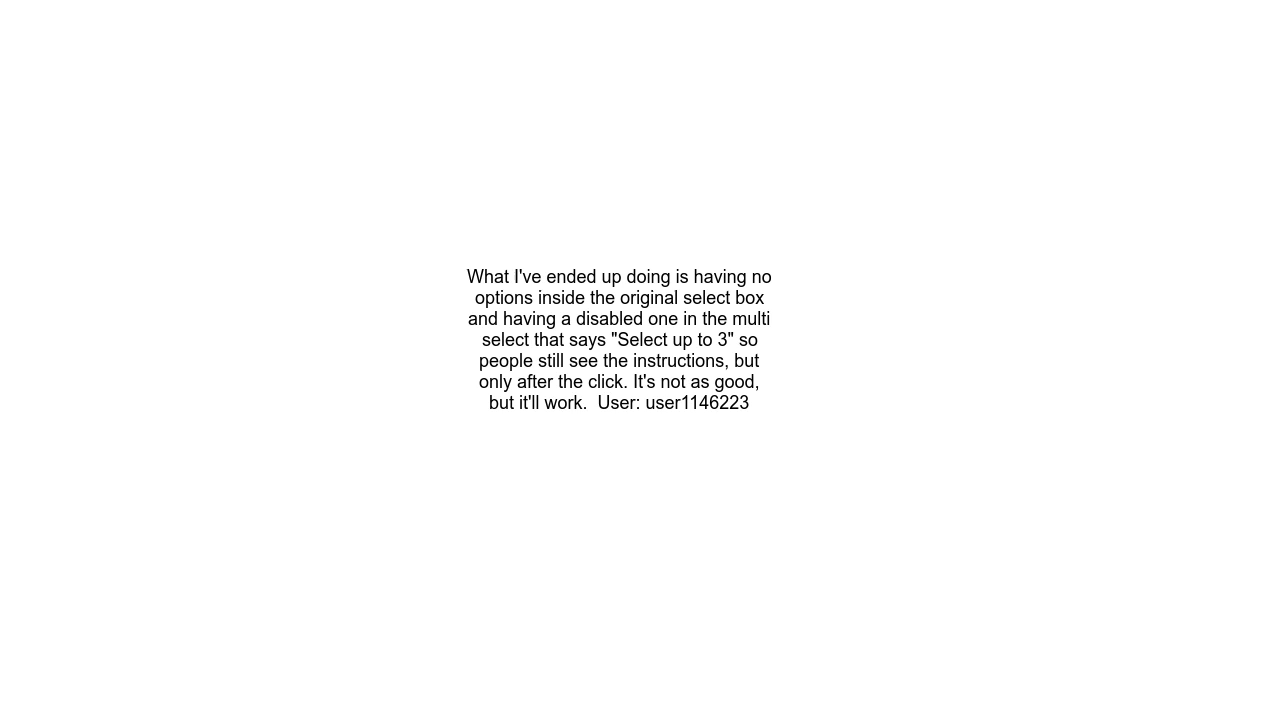 What I've ended up doing is having no
options inside the original select box
and having a disabled one in the multi
select that says "Select up to 3" so
people still see the instructions, but
only after the click. It's not as good,
but it'll work.  User: user1146223